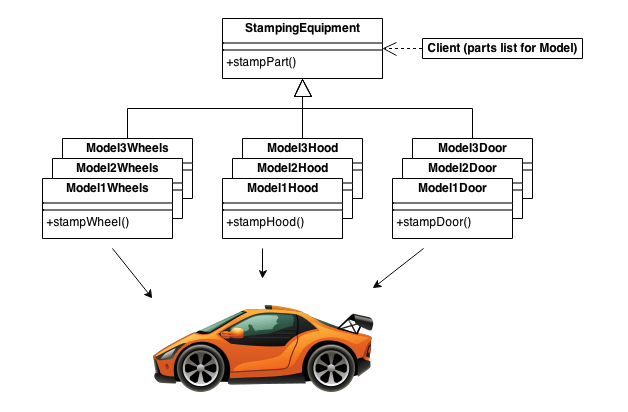 StampingEquipment
+stampPart()
Client (parts list for Model)
Model3Wheels
Model2Wheels
Model1Wheels
+stampWheel()
Model3Hood
Model2Hood
Model1Hood
+stampHood()
Model3Door
Model2Door
Model1Door
+stampDoor()